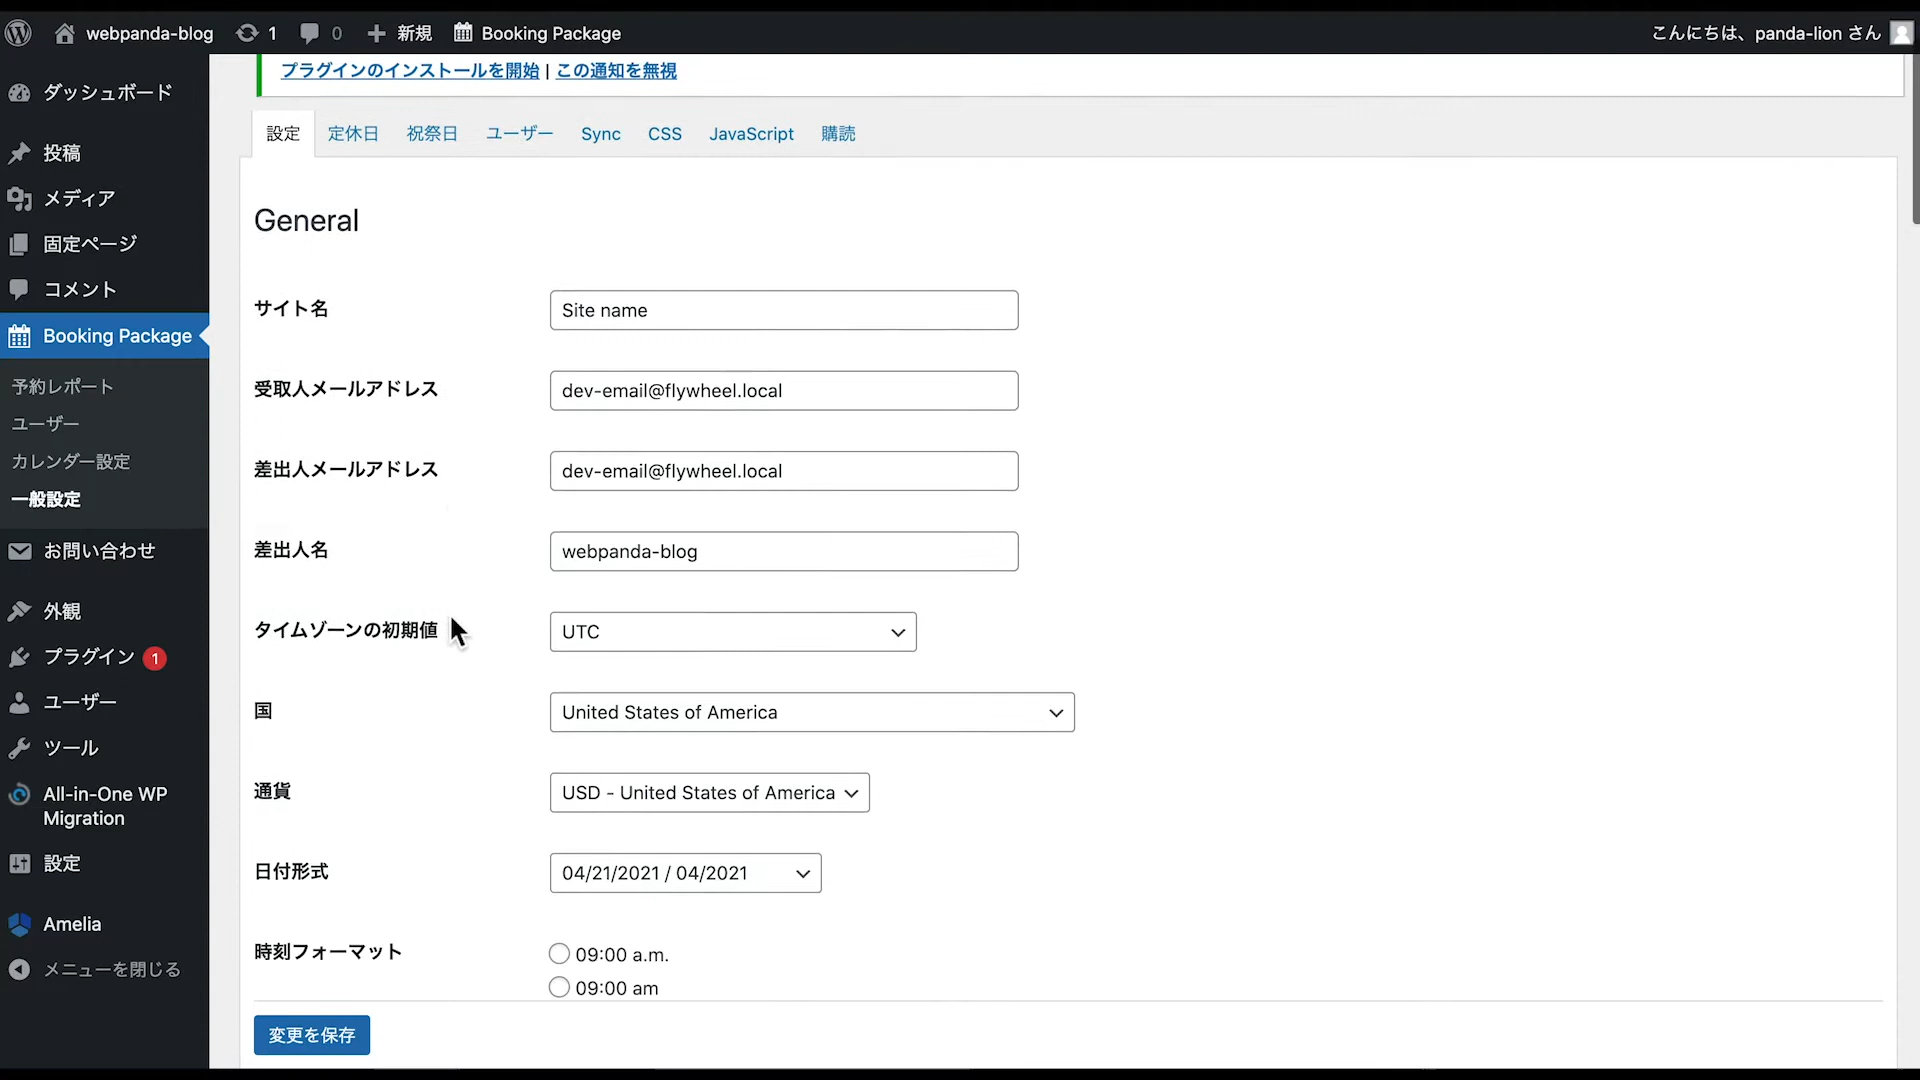 webpanda-blog 1 0 新規 Booking Package こんにちは、panda-lion さん
プラグインのインストールを開始 | この通知を無視
ダッシュボード
投稿
メディア
固定ページ
コメント
Booking Package
予約レポート
ユーザー
カレンダー設定
一般設定
お問い合わせ
外観
プラグイン 1
ユーザー
ツール
All-in-One WP
Migration
設定
Amelia
メニューを閉じる
設定 定休日 祝祭日 ユーザー Sync CSS JavaScript 購読
General
サイト名 Site name
受取人メールアドレス dev-email@flywheel.local
差出人メールアドレス dev-email@flywheel.local
差出人名 webpanda-blog
タイムゾーンの初期値 UTC
国 United States of America
通貨 USD - United States of America
日付形式 04/21/2021 / 04/2021
時刻フォーマット 09:00 a.m.
09:00 am
変更を保存